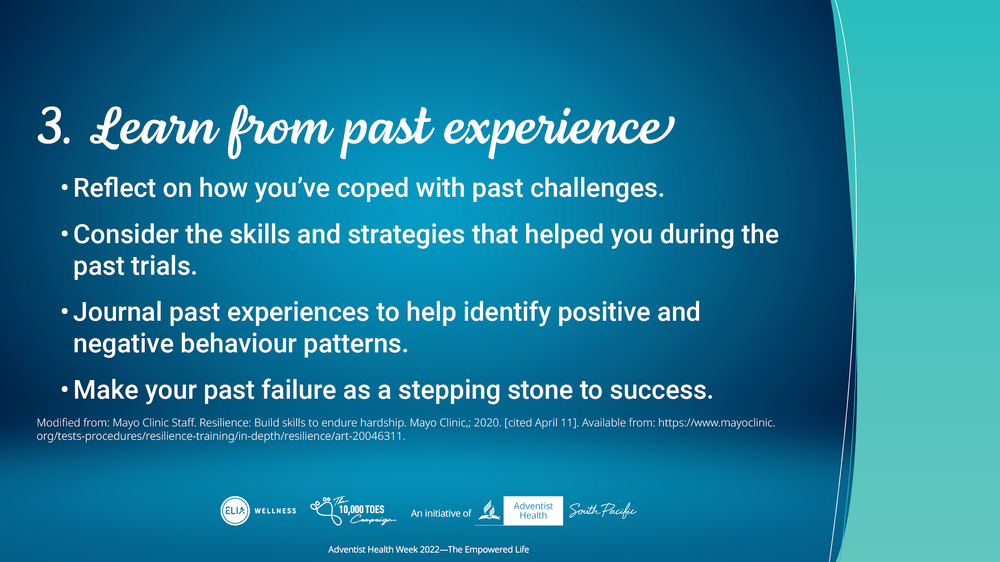 3. Learn from past experience
• Reflect on how you’ve coped with past challenges.
• Consider the skills and strategies that helped you during the
past trials.
• Journal past experiences to help identify positive and
negative behaviour patterns.
• Make your past failure as a stepping stone to success.
Modified from: Mayo Clinic Staff. Resilience: Build skills to endure hardship. Mayo Clinic,; 2020. [cited April 11]. Available from: https://www.mayoclinic.
org/tests-procedures/resilience-training/in-depth/resilience/art-20046311.
ELIA WELLNESS
The
10,000 TOES
Campaign
An initiative of
Adventist
Health
South Pacific
Adventist Health Week 2022—The Empowered Life